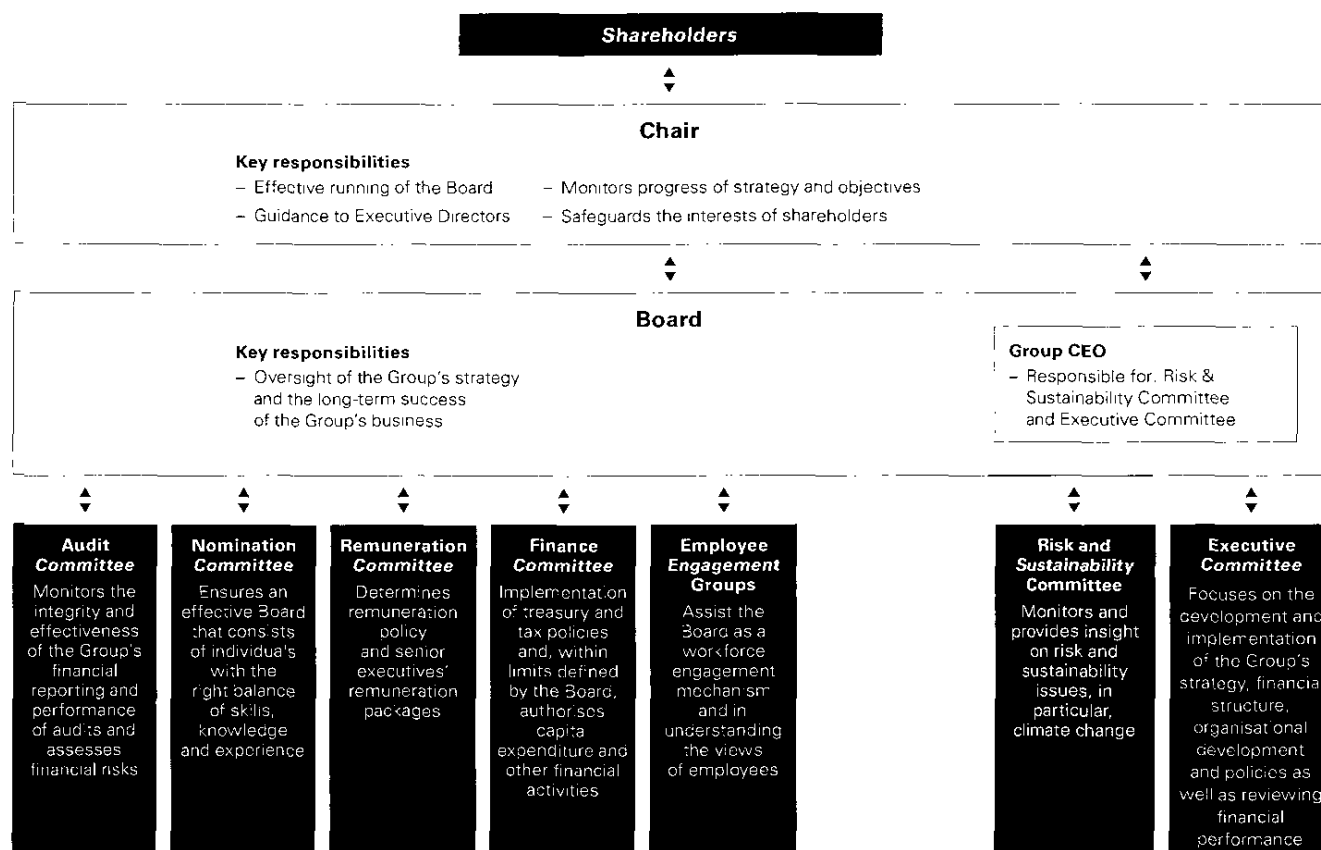 Shareholders
Chair
Key responsibilities
– Effective running of the Board
– Guidance to Executive Directors
– Monitors progress of strategy and objectives
– Safeguards the interests of shareholders
Board
Key responsibilities
– Oversight of the Group's strategy
and the long-term success
of the Group's business
Group CEO
– Responsible for. Risk &
Sustainability Committee
and Executive Committee
Audit
Committee
Monitors the
integrity and
effectiveness
of the Group's
financial
reporting and
performance
of audits and
assesses
financial risks
Nomination
Committee
Ensures an
effective Board
that consists
of individua's
with the
right balance
of skills,
knowledge
and experience
Remuneration
Committee
Determines
remuneration
policy
and senior
executives'
remuneration
packages
Finance
Committee
Implementation
of treasury and
tax policies
and, within
limits defined
by the Board,
authorises
capita
expenditure and
other financial
activities
Employee
Engagement
Groups
Assist the
Board as a
workforce
engagement
mechanism
and in
understanding
the views
of employees
Risk and
Sustainability
Committee
Monitors and
provides insight
on risk and
sustainability
issues, in
particular,
climate change
Executive
Committee
Focuses on the
development and
implementation
of the Group's
strategy, financial
structure,
organisational
development
and policies as
well as reviewing
financial
performance